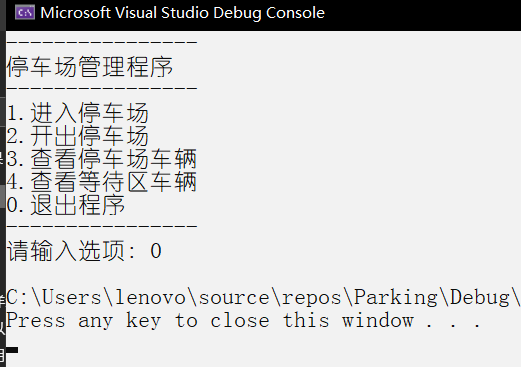 Microsoft Visual Studio Debug Console
----------------
停车场管理程序
----------------
1.进入停车场
2.开出停车场
3.查看停车场车辆
4.查看等待区车辆
0.退出程序
----------------
请输入选项: 0
C:\Users\lenovo\source\repos\Parking\Debug\
Press any key to close this window . . .